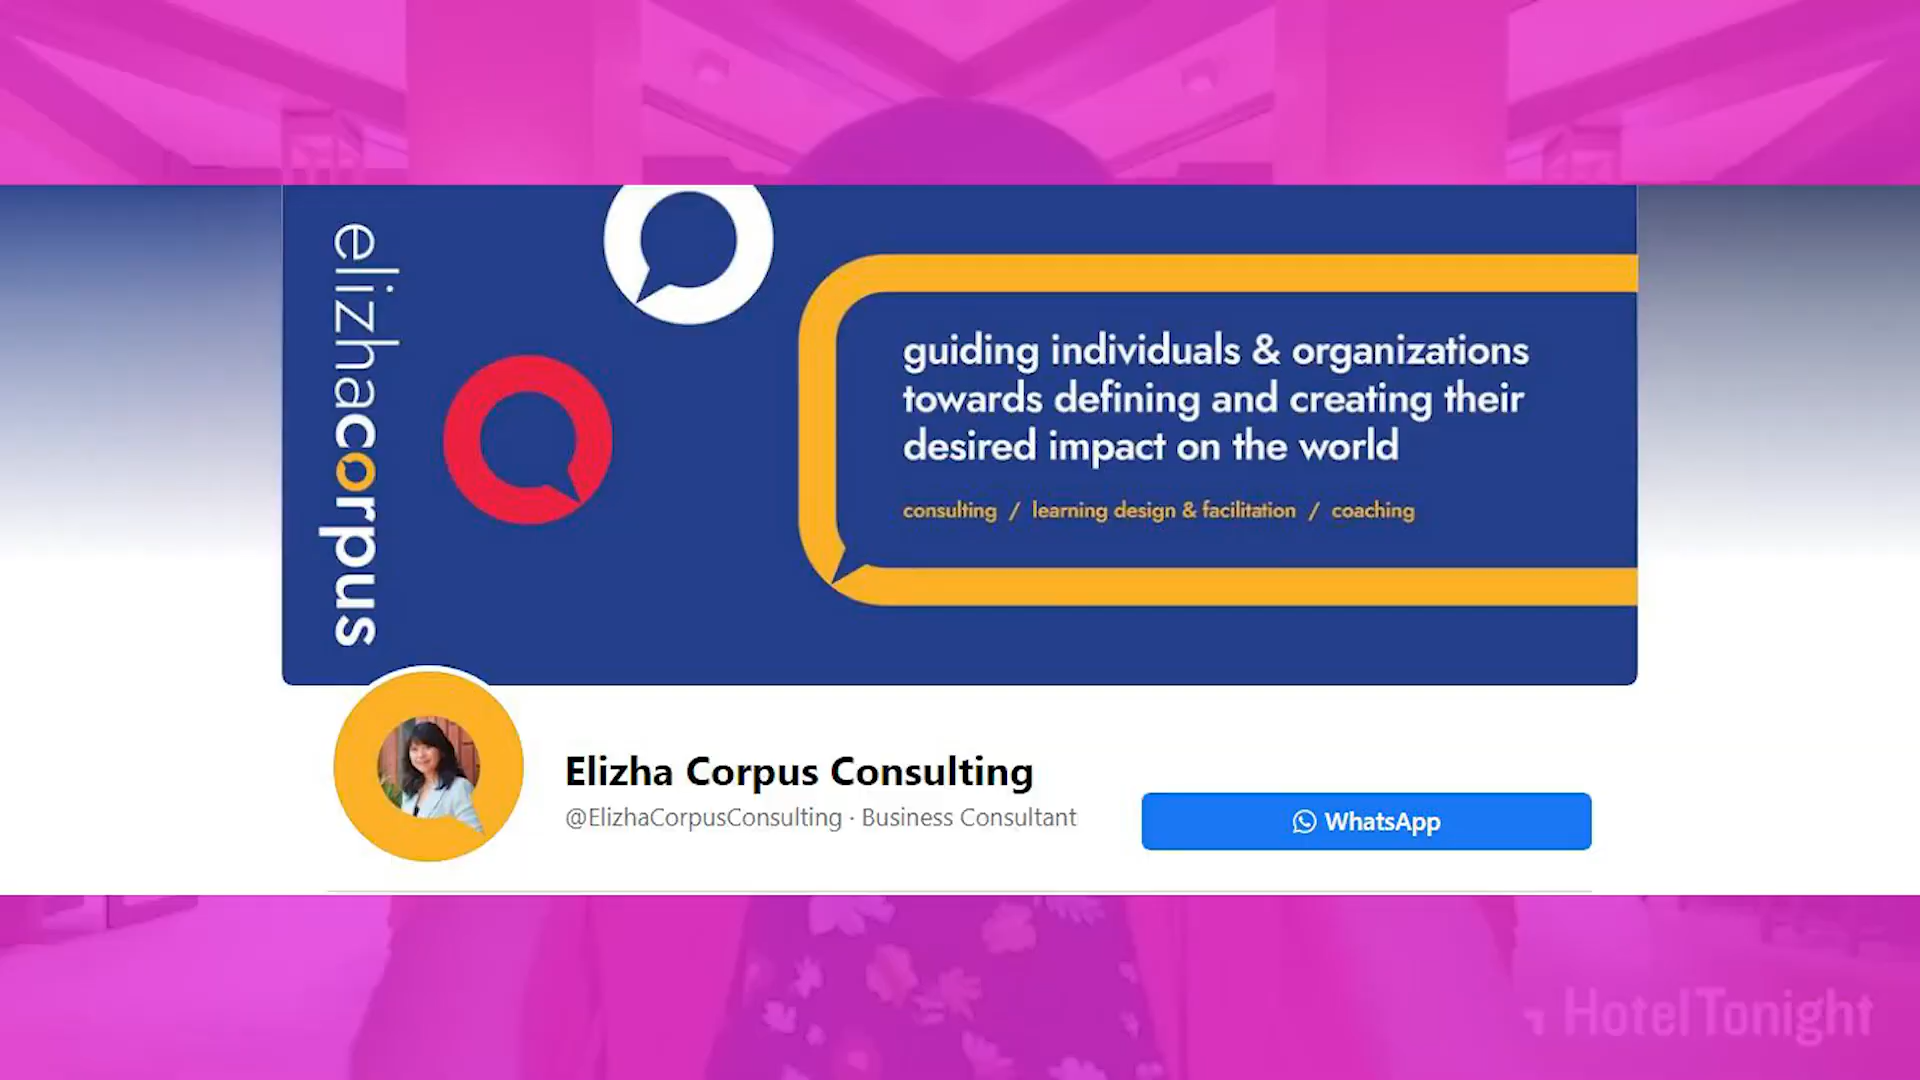 elizhacorpus
guiding individuals & organizations
towards defining and creating their
desired impact on the world
consulting / learning design & facilitation / coaching
Elizha Corpus Consulting
@ElizhaCorpusConsulting · Business Consultant
WhatsApp
HotelTonight